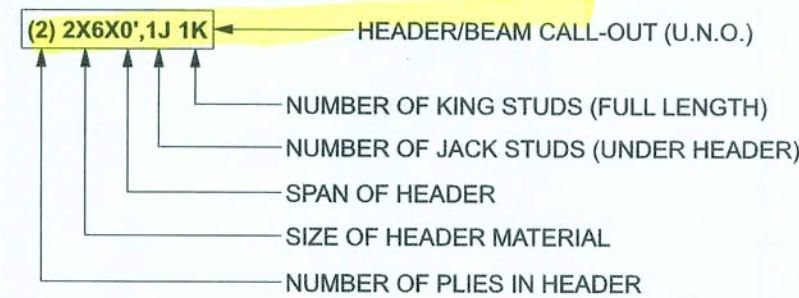 (2) 2X6X0',1J 1K
HEADER/BEAM CALL-OUT (U.N.O.)
NUMBER OF KING STUDS (FULL LENGTH)
NUMBER OF JACK STUDS (UNDER HEADER)
SPAN OF HEADER
SIZE OF HEADER MATERIAL
NUMBER OF PLIES IN HEADER